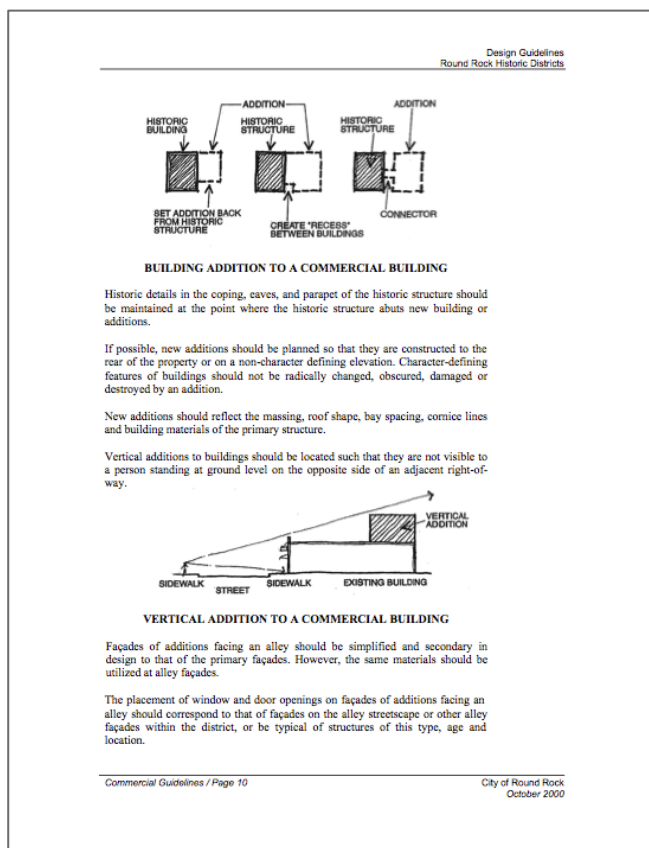 Design Guidelines
Round Rock Historic Districts
ADDITION
ADDITION
HISTORIC
BUILDING
HISTORIC
STRUCTURE
HISTORIC
STRUCTURE
SET ADDITION BACK
FROM HISTORIC
STRUCTURE
CREATE "RECESS"
BETWEEN BUILDINGS
CONNECTOR
BUILDING ADDITION TO A COMMERCIAL BUILDING
Historic details in the coping, eaves, and parapet of the historic structure should
be maintained at the point where the historic structure abuts new building or
additions.
If possible, new additions should be planned so that they are constructed to the
rear of the property or on a non-character defining elevation. Character-defining
features of buildings should not be radically changed, obscured, damaged or
destroyed by an addition.
New additions should reflect the massing, roof shape, bay spacing, cornice lines
and building materials of the primary structure.
Vertical additions to buildings should be located such that they are not visible to
a person standing at ground level on the opposite side of an adjacent right-of-
way.
VERTICAL
ADDITION
SIDEWALK
STREET
SIDEWALK
EXISTING BUILDING
VERTICAL ADDITION TO A COMMERCIAL BUILDING
Façades of additions facing an alley should be simplified and secondary in
design to that of the primary façades. However, the same materials should be
utilized at alley façades.
The placement of window and door openings on façades of additions facing an
alley should correspond to that of façades on the alley streetscape or other alley
façades within the district, or be typical of structures of this type, age and
location.
Commercial Guidelines / Page 10
City of Round Rock
October 2000